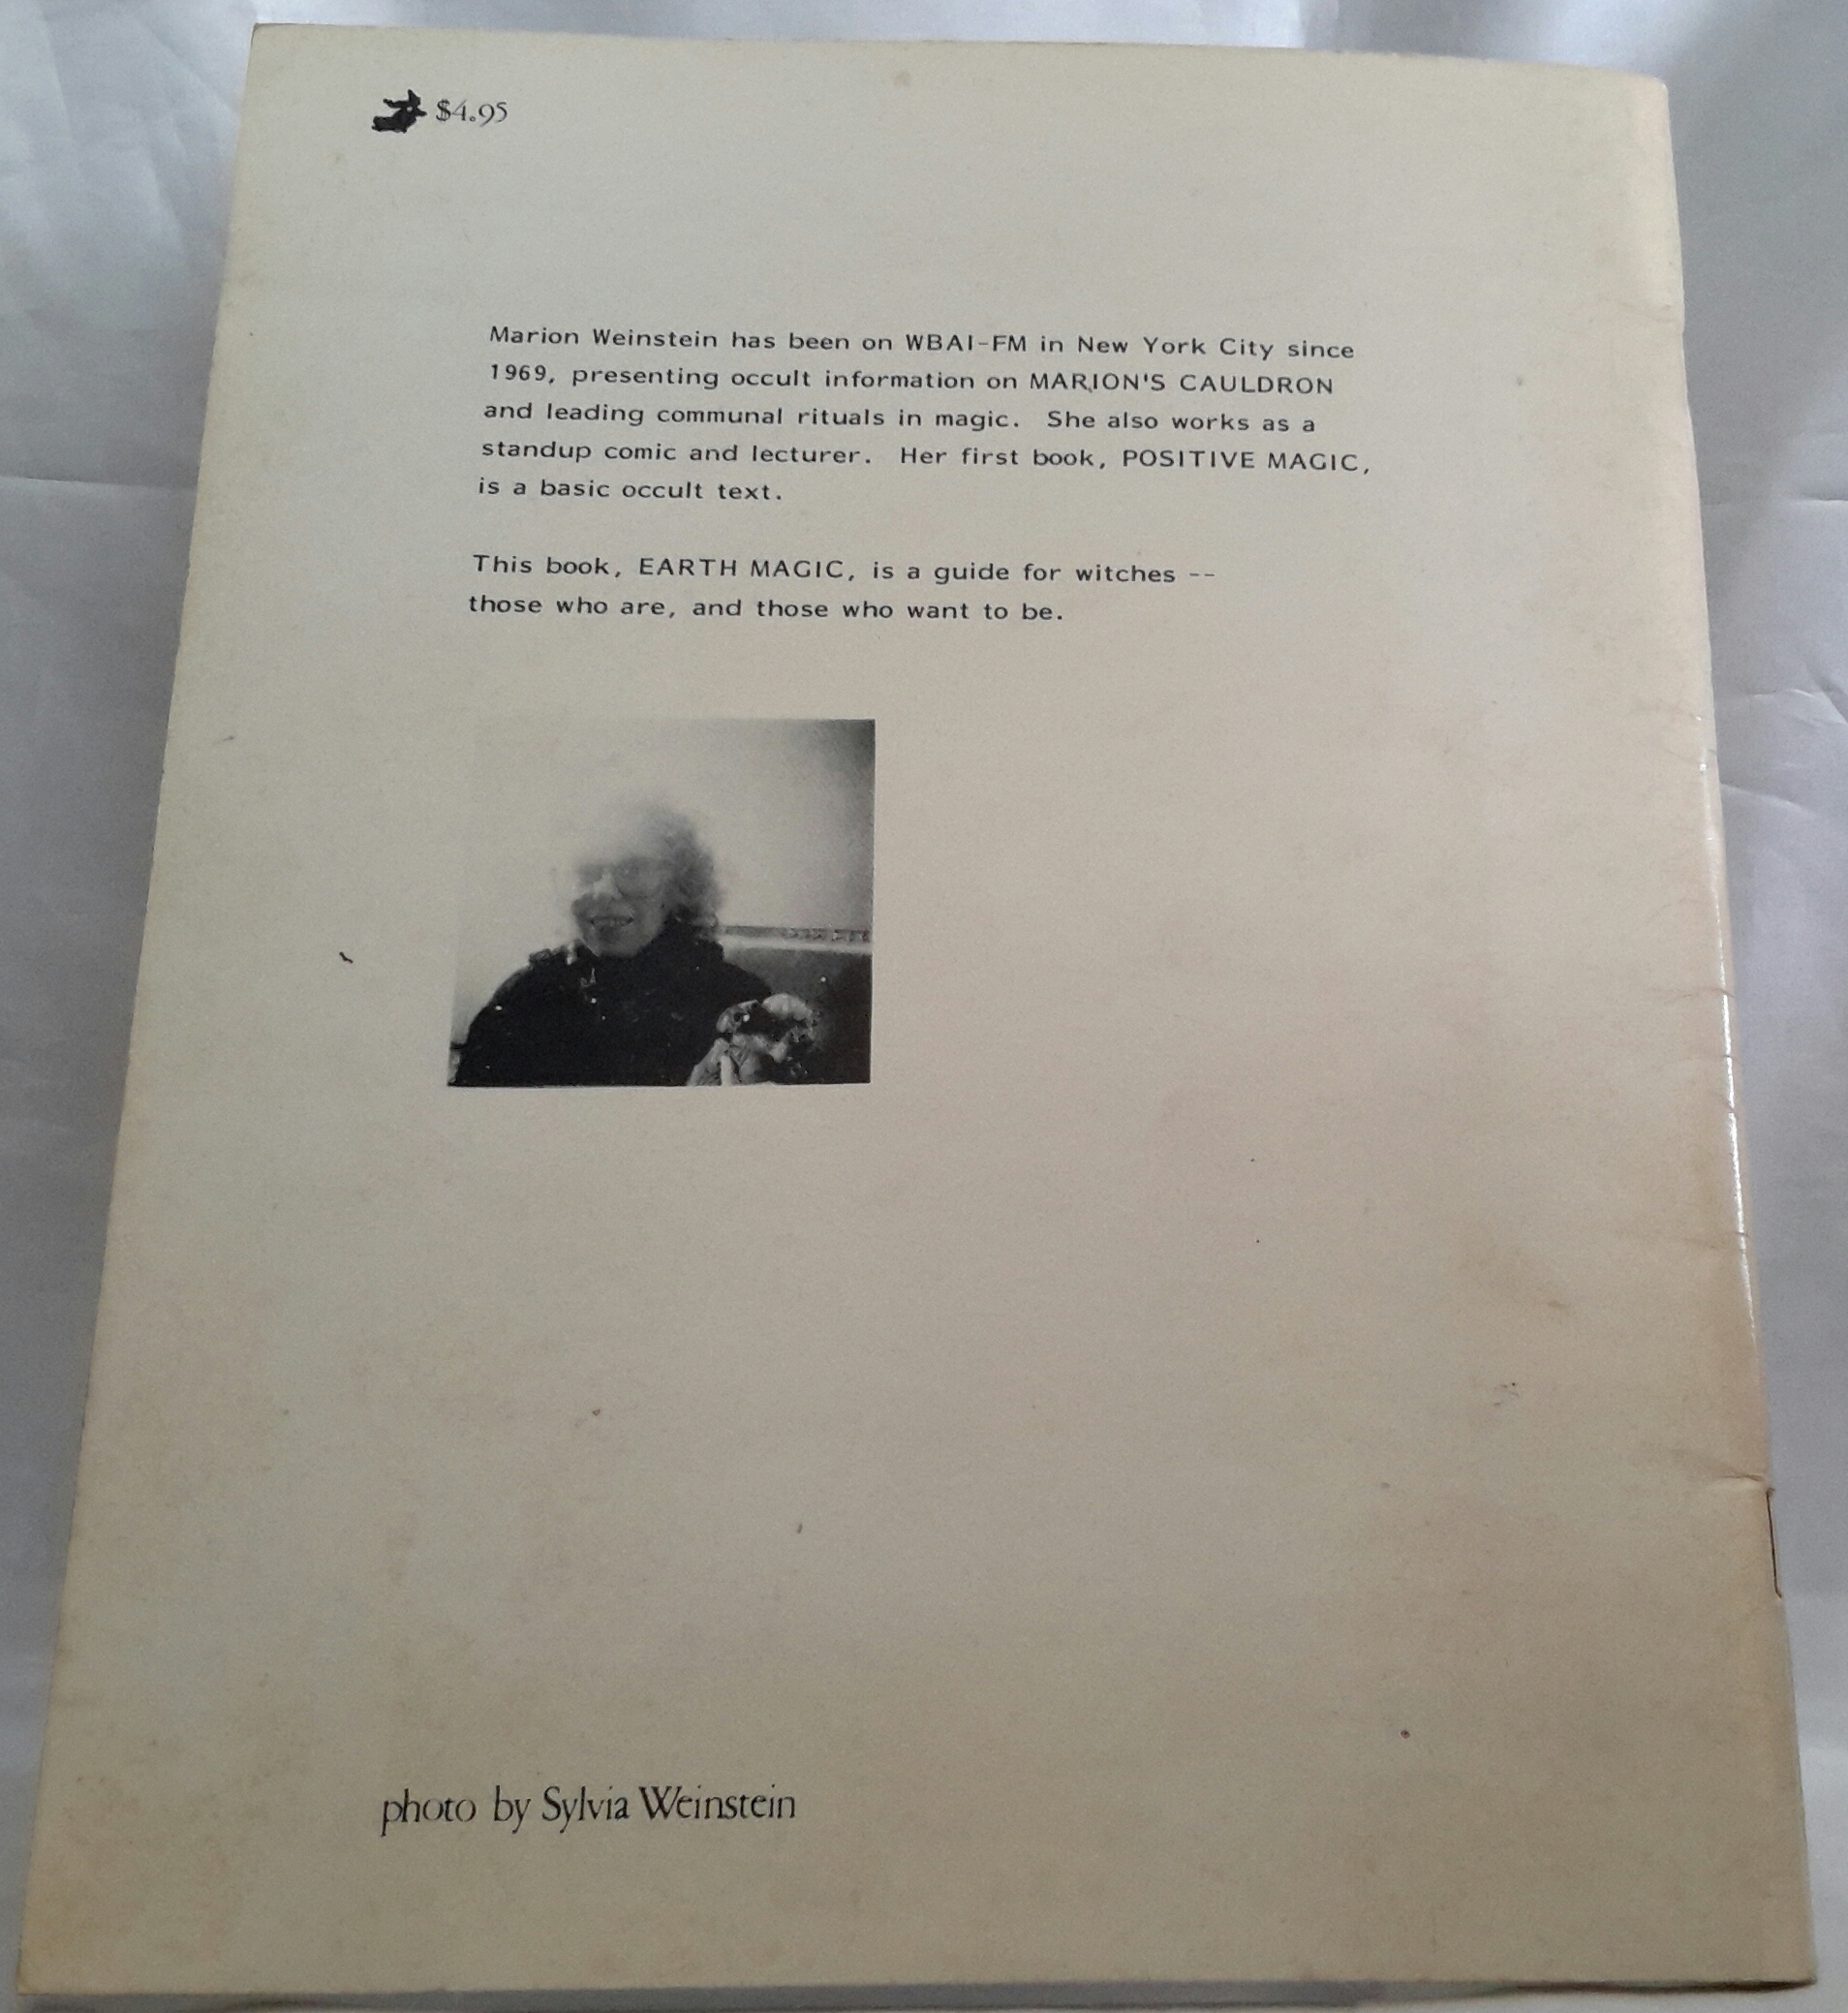 $4.95
Marion Weinstein has been on WBAI-FM in New York City since
1969, presenting occult information on MARION'S CAULDRON
and leading communal rituals in magic.  She also works as a
standup comic and lecturer.  Her first book, POSITIVE MAGIC,
is a basic occult text.
This book, EARTH MAGIC, is a guide for witches --
those who are, and those who want to be.
photo by Sylvia Weinstein